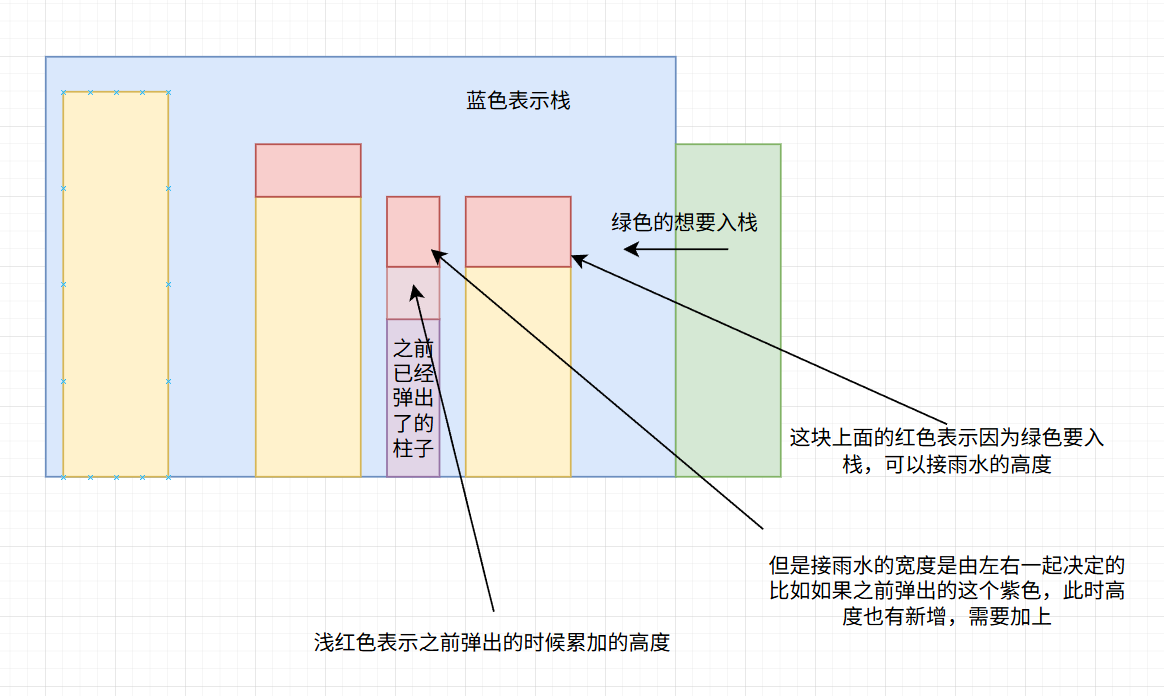 蓝色表示栈
绿色的想要入栈
之前
已经
弹出
了的
柱子
这块上面的红色表示因为绿色要入
栈，可以接雨水的高度
但是接雨水的宽度是由左右一起决定的
比如如果之前弹出的这个紫色，此时高
度也有新增，需要加上
浅红色表示之前弹出的时候累加的高度